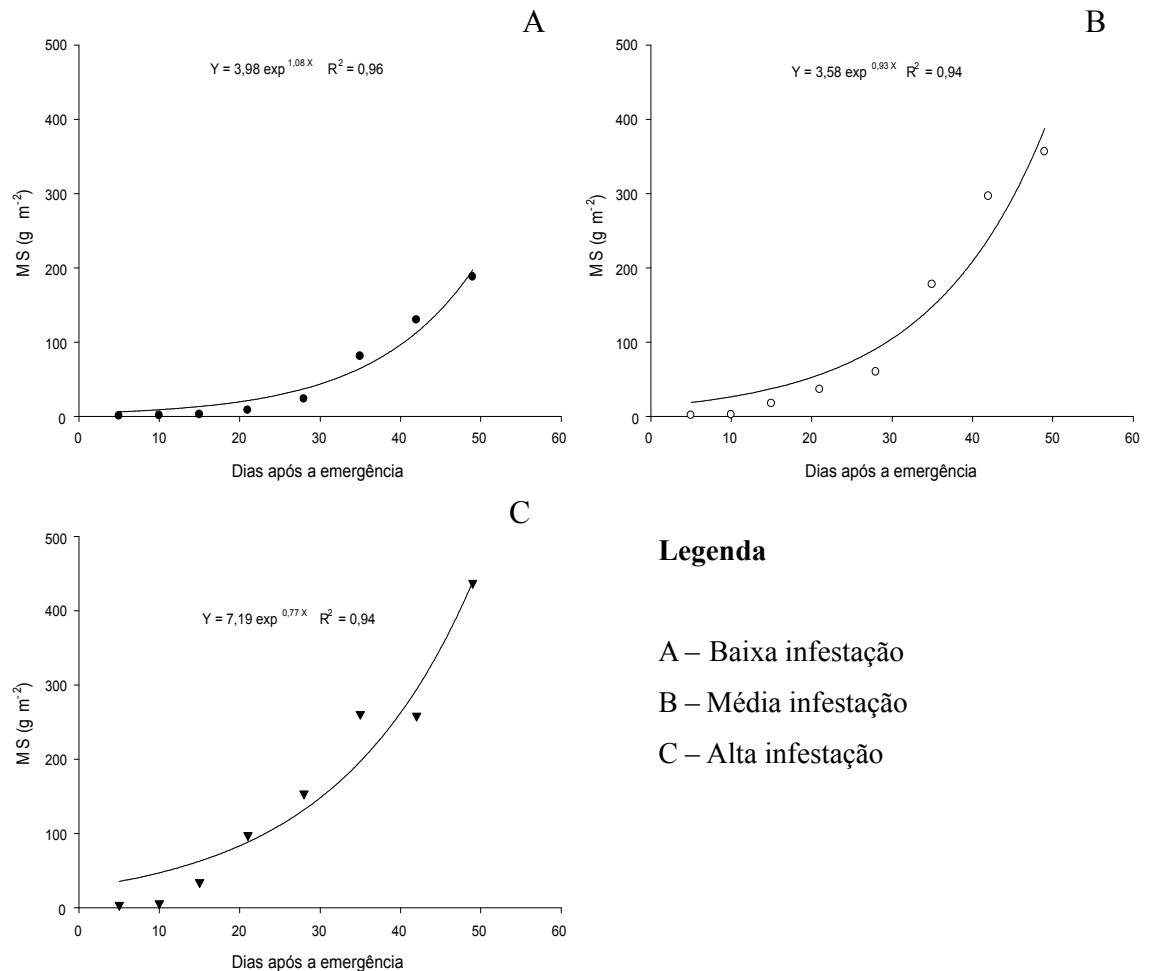 A
Y = 3,98 exp 1,08 X R2 = 0,96
MS (g m-2)
500
400
300
200
100
0
0 10 20 30 40 50 60
Dias após a emergência
B
Y = 3,58 exp 0,93 X R2 = 0,94
MS (g m-2)
500
400
300
200
100
0
0 10 20 30 40 50 60
Dias após a emergência
C
Y = 7,19 exp 0,77 X R2 = 0,94
MS (g m-2)
500
400
300
200
100
0
0 10 20 30 40 50 60
Dias após a emergência
Legenda
A – Baixa infestação
B – Média infestação
C – Alta infestação